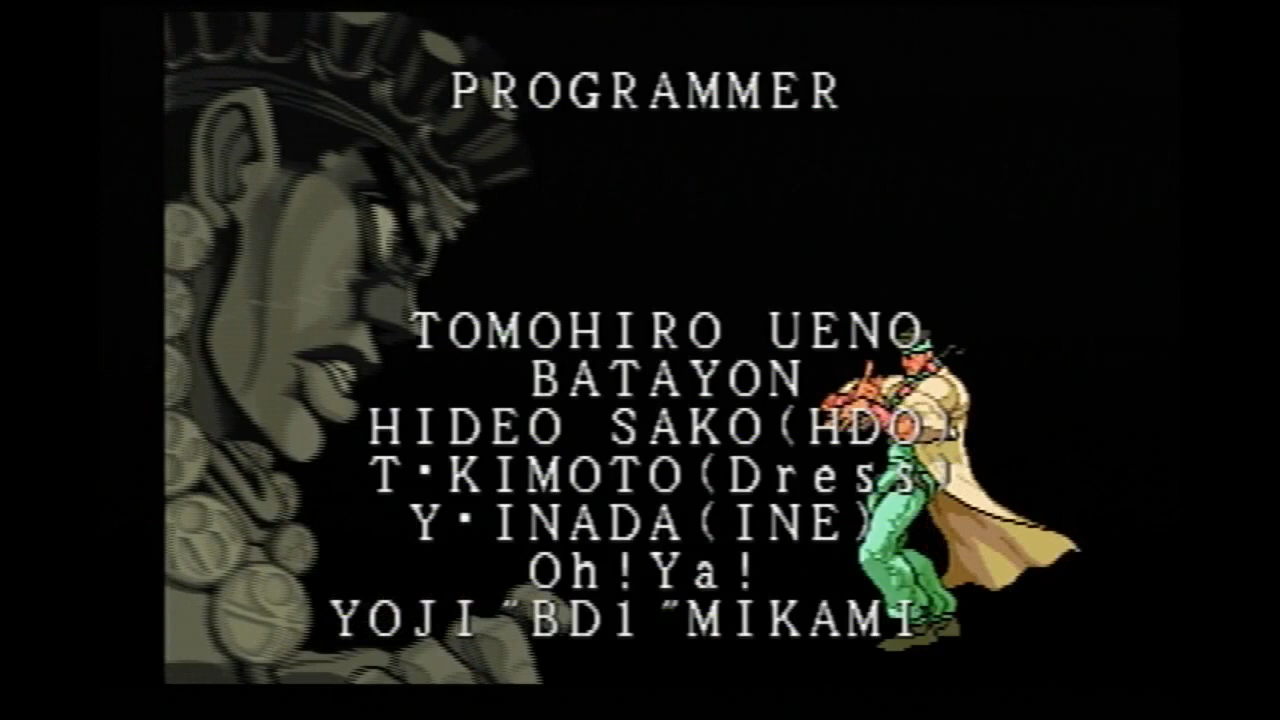 PROGRAMMER
TOMOHIRO UENO
BATAYON
HIDEO SAKO(HDO)
T・KIMOTO(Dress)
Y・INADA(INE)
Oh!Ya!
YOJI "BD1"MIKAMI